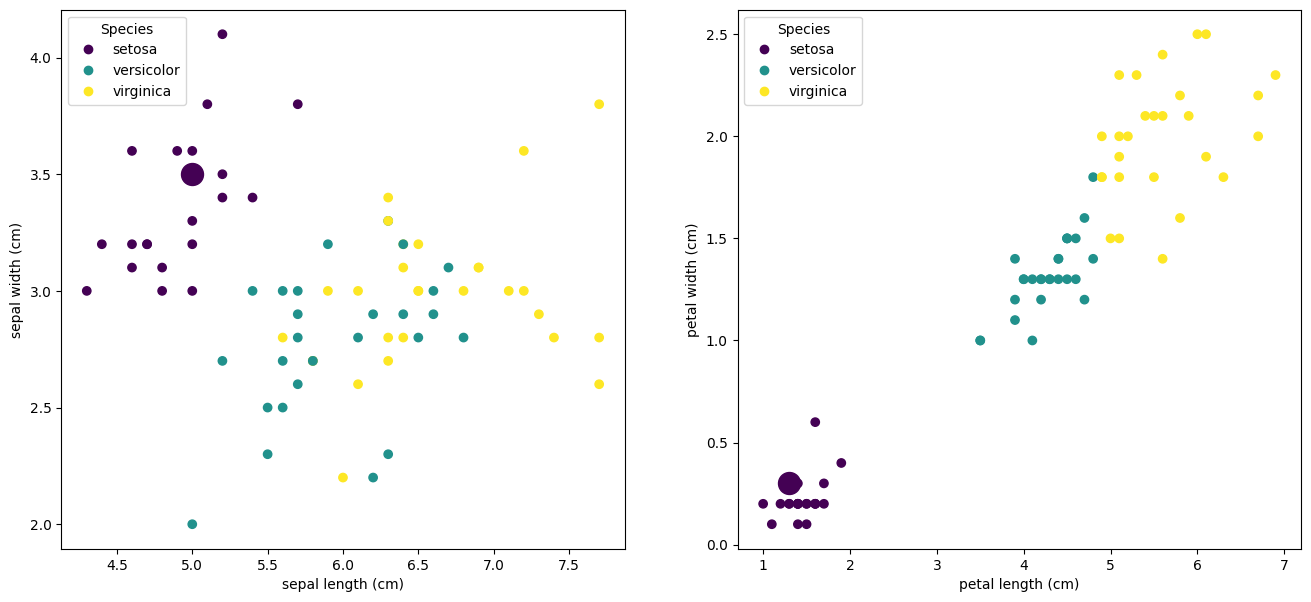 Species
setosa
versicolor
virginica
4.0
3.5
3.0
2.5
2.0
sepal width (cm)
4.5 5.0 5.5 6.0 6.5 7.0 7.5
sepal length (cm)
Species
setosa
versicolor
virginica
2.5
2.0
1.5
1.0
0.5
0.0
petal width (cm)
1 2 3 4 5 6 7
petal length (cm)